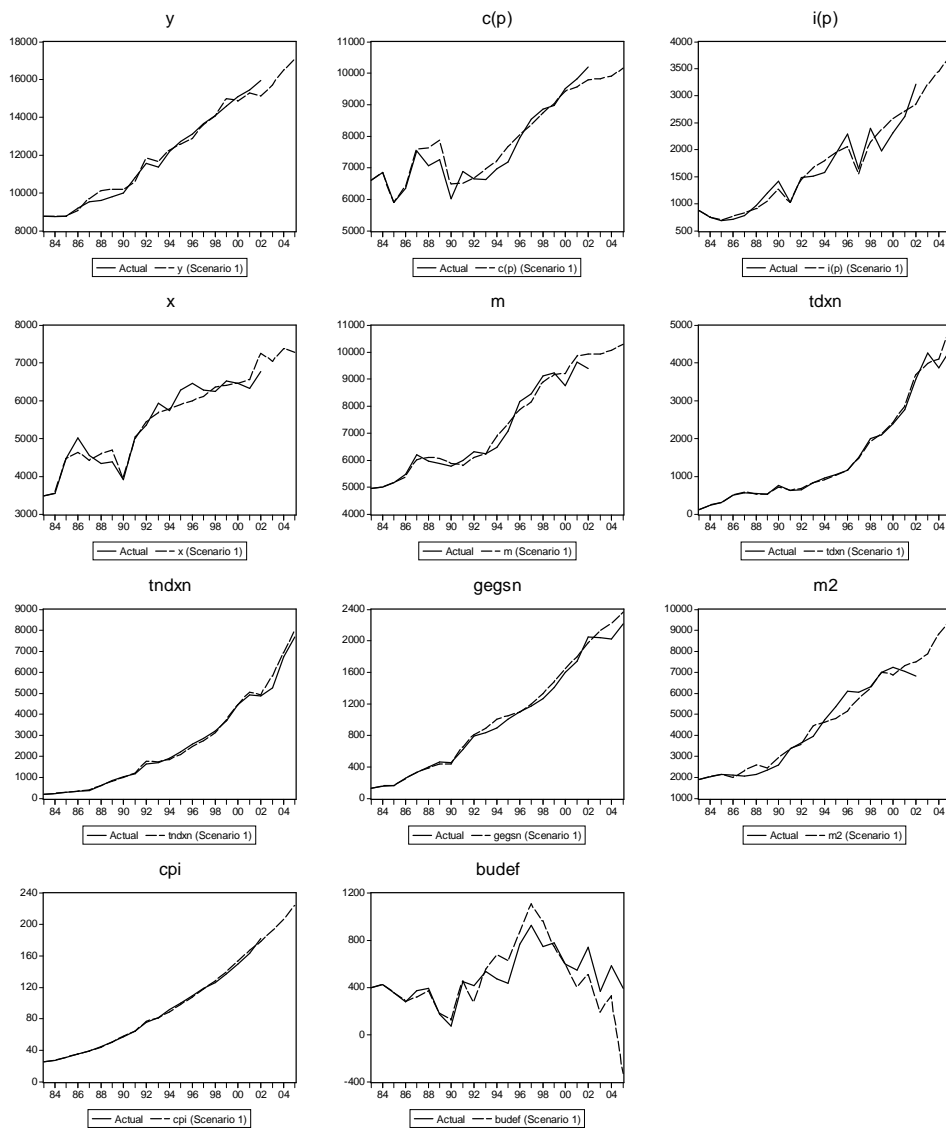 y
18000
16000
14000
12000
10000
8000
84 86 88 90 92 94 96 98 00 02 04
Actual y (Scenario 1)
c(p)
11000
10000
9000
8000
7000
6000
5000
84 86 88 90 92 94 96 98 00 02 04
Actual c(p) (Scenario 1)
i(p)
4000
3500
3000
2500
2000
1500
1000
500
84 86 88 90 92 94 96 98 00 02 04
Actual i(p) (Scenario 1)
x
8000
7000
6000
5000
4000
3000
84 86 88 90 92 94 96 98 00 02 04
Actual x (Scenario 1)
m
11000
10000
9000
8000
7000
6000
5000
4000
84 86 88 90 92 94 96 98 00 02 04
Actual m (Scenario 1)
tdxn
5000
4000
3000
2000
1000
0
84 86 88 90 92 94 96 98 00 02 04
Actual tdxn (Scenario 1)
tndxn
9000
8000
7000
6000
5000
4000
3000
2000
1000
0
84 86 88 90 92 94 96 98 00 02 04
Actual tndxn (Scenario 1)
gegsn
2400
2000
1600
1200
800
400
0
84 86 88 90 92 94 96 98 00 02 04
Actual gegsn (Scenario 1)
m2
10000
9000
8000
7000
6000
5000
4000
3000
2000
1000
84 86 88 90 92 94 96 98 00 02 04
Actual m2 (Scenario 1)
cpi
240
200
160
120
80
40
0
84 86 88 90 92 94 96 98 00 02 04
Actual cpi (Scenario 1)
budef
1200
800
400
0
-400
84 86 88 90 92 94 96 98 00 02 04
Actual budef (Scenario 1)